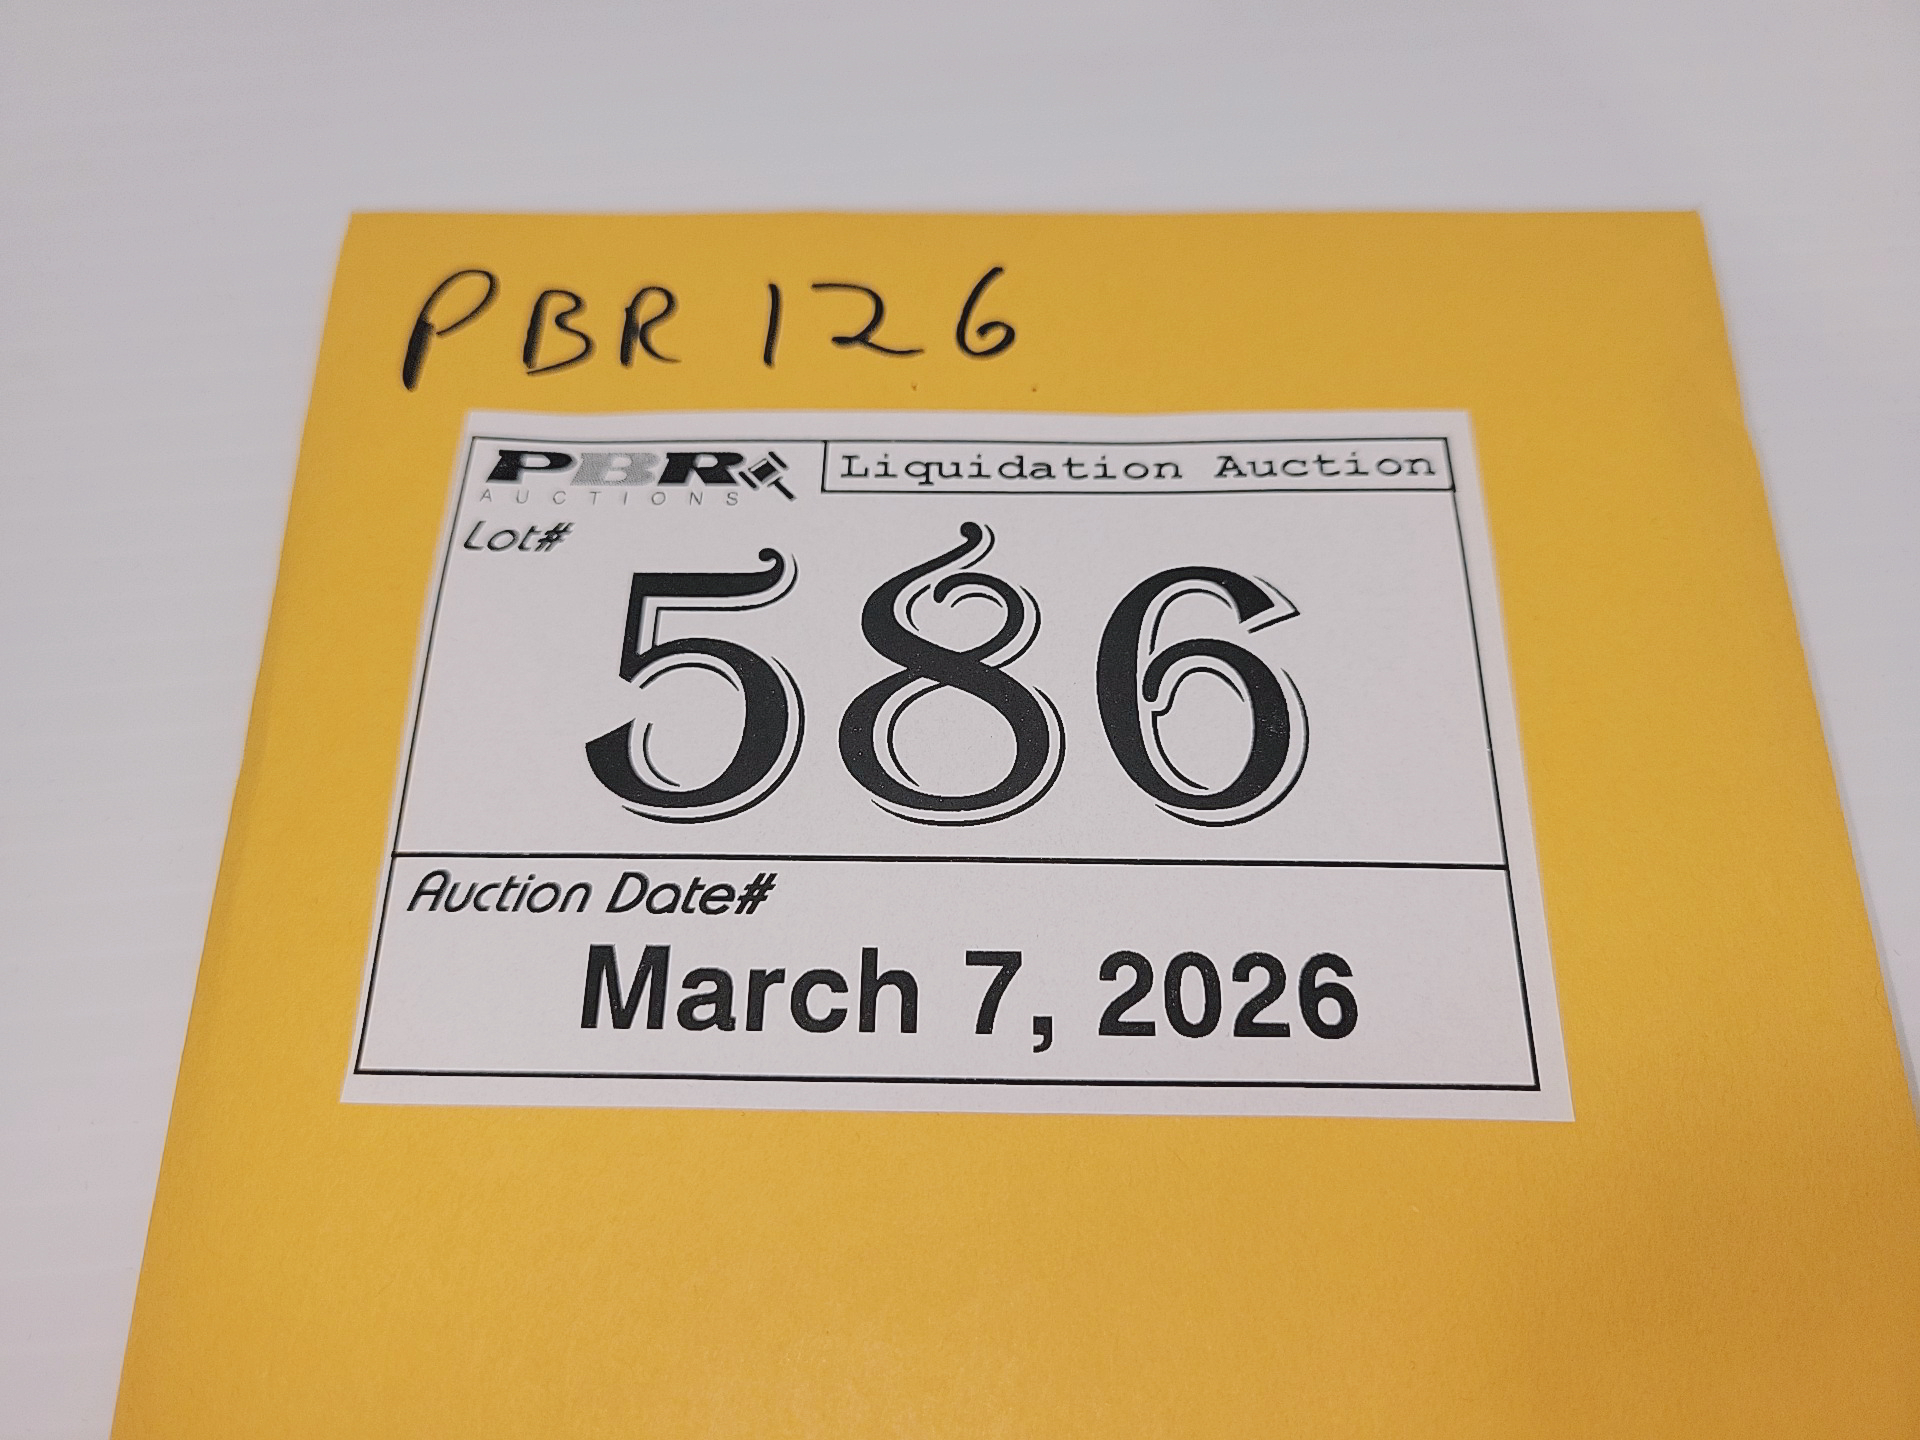 PBR 126
PBR
AUCTIONS
Liquidation Auction
Lot#
586
Auction Date#
March 7, 2026